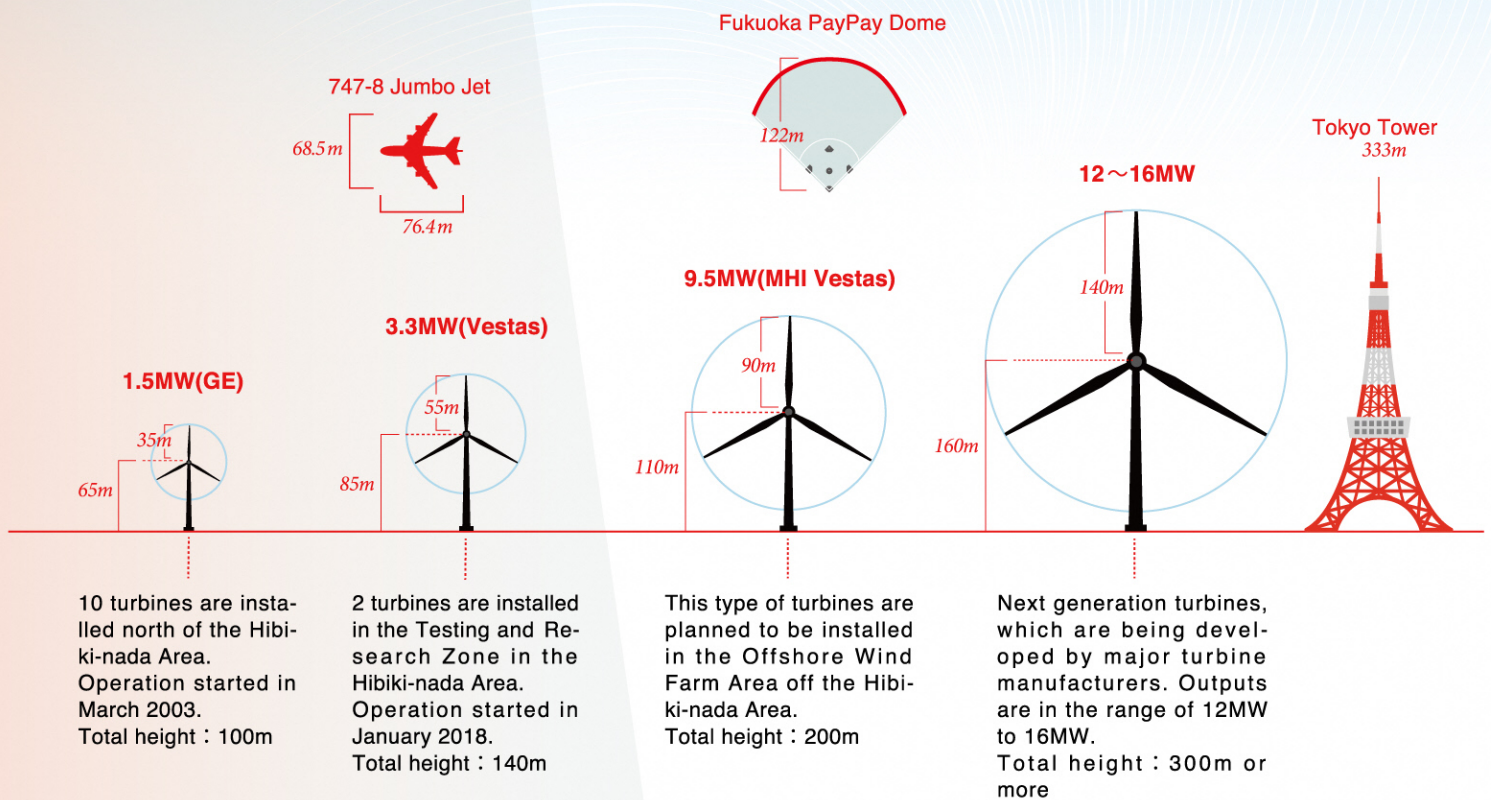 Fukuoka PayPay Dome
122m
747-8 Jumbo Jet
68.5m
76.4m
Tokyo Tower
333m
12～16MW
140m
160m
9.5MW(MHI Vestas)
90m
110m
3.3MW(Vestas)
55m
85m
1.5MW(GE)
35m
65m
10 turbines are insta-
lled north of the Hibi-
ki-nada Area.
Operation started in
March 2003.
Total height：100m
2 turbines are installed
in the Testing and Re-
search Zone in the
Hibiki-nada Area.
Operation started in
January 2018.
Total height：140m
This type of turbines are
planned to be installed
in the Offshore Wind
Farm Area off the Hibi-
ki-nada Area.
Total height：200m
Next generation turbines,
which are being devel-
oped by major turbine
manufacturers. Outputs
are in the range of 12MW
to 16MW.
Total height：300m or
more